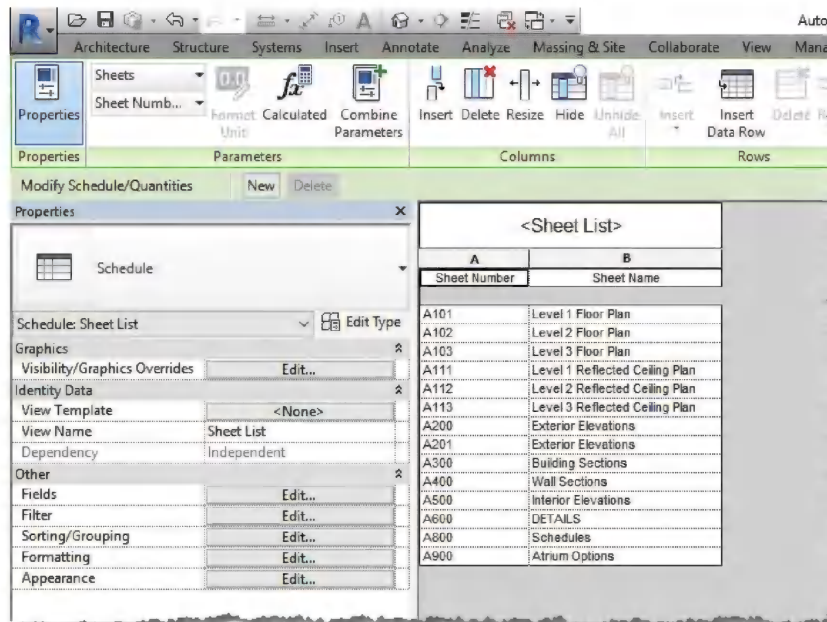 Auto
Architecture Structure Systems Insert Annotate Analyze Massing & Site Collaborate View Mana
Properties
Sheets
Sheet Numb...
Format Unit
Calculated
Combine Parameters
Insert Delete Resize Hide Unhide All
Insert
Insert Data Row
Delete
Properties Parameters Columns Rows
Modify Schedule/Quantities New Delete
Properties
Schedule
Schedule: Sheet List Edit Type
Graphics
Visibility/Graphics Overrides Edit...
Identity Data
View Template <None>
View Name Sheet List
Dependency Independent
Other
Fields Edit...
Filter Edit...
Sorting/Grouping Edit...
Formatting Edit...
Appearance Edit...
<Sheet List>
A B
Sheet Number Sheet Name
A101 Level 1 Floor Plan
A102 Level 2 Floor Plan
A103 Level 3 Floor Plan
A111 Level 1 Reflected Ceiling Plan
A112 Level 2 Reflected Ceiling Plan
A113 Level 3 Reflected Ceiling Plan
A200 Exterior Elevations
A201 Exterior Elevations
A300 Building Sections
A400 Wall Sections
A500 Interior Elevations
A600 DETAILS
A800 Schedules
A900 Atrium Options